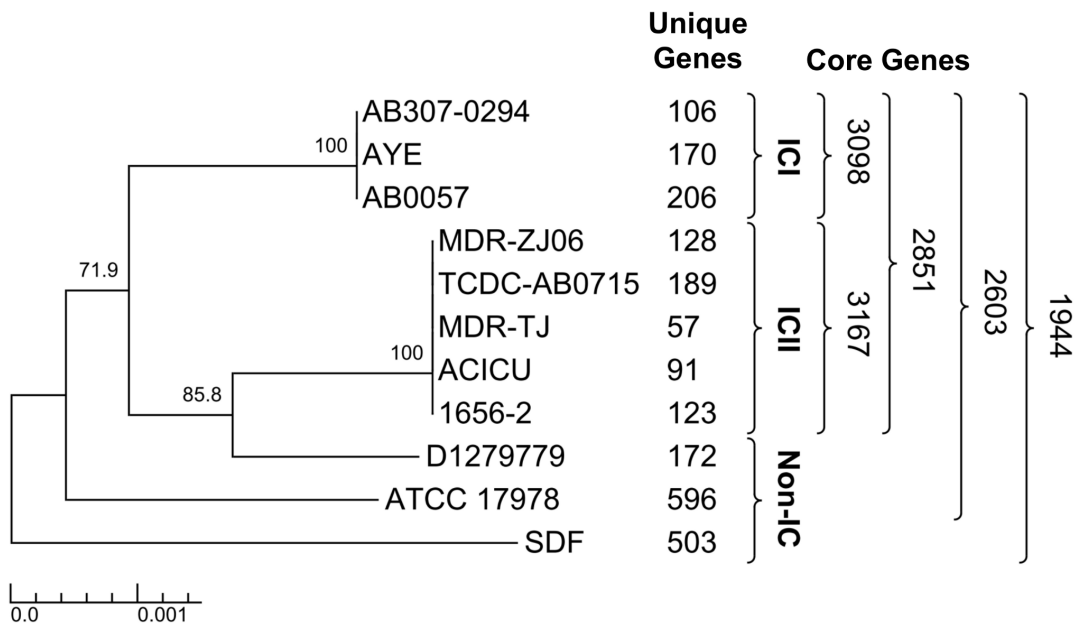 Unique
Genes
Core Genes
AB307-0294 106
100 AYE 170
AB0057 206
ICI
3098
MDR-ZJ06 128
TCDC-AB0715 189
MDR-TJ 57
100 ACICU 91
1656-2 123
ICII
3167
71.9
85.8
D1279779 172
ATCC 17978 596
SDF 503
Non-IC
2851
2603
1944
0.0 0.001